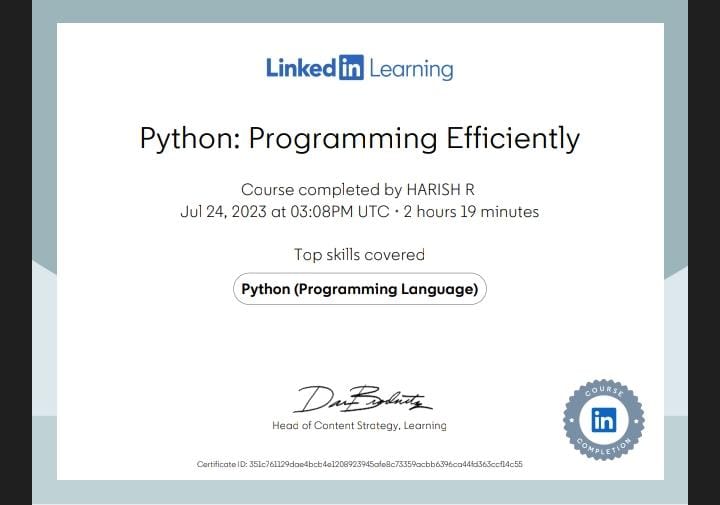 Linked in Learning
Python: Programming Efficiently
Course completed by HARISH R
Jul 24, 2023 at 03:08PM UTC • 2 hours 19 minutes
Top skills covered
Python (Programming Language)
Head of Content Strategy, Learning
COURSE
in
COMPLETION
Certificate ID: 351c761129dae4bcb4e1208923945afe8c73359acbb6396ca44fd363ccf14c55